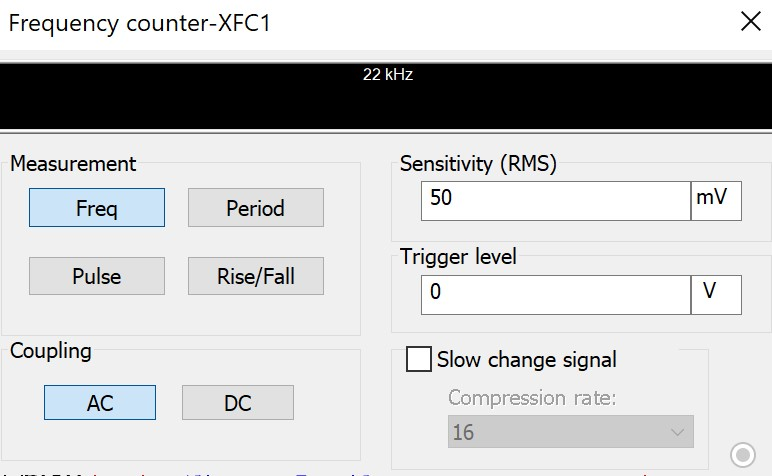 Frequency counter-XFC1
22 kHz
Measurement
Freq
Period
Pulse
Rise/Fall
Coupling
AC
DC
Sensitivity (RMS)
50
mV
Trigger level
0
V
Slow change signal
Compression rate:
16